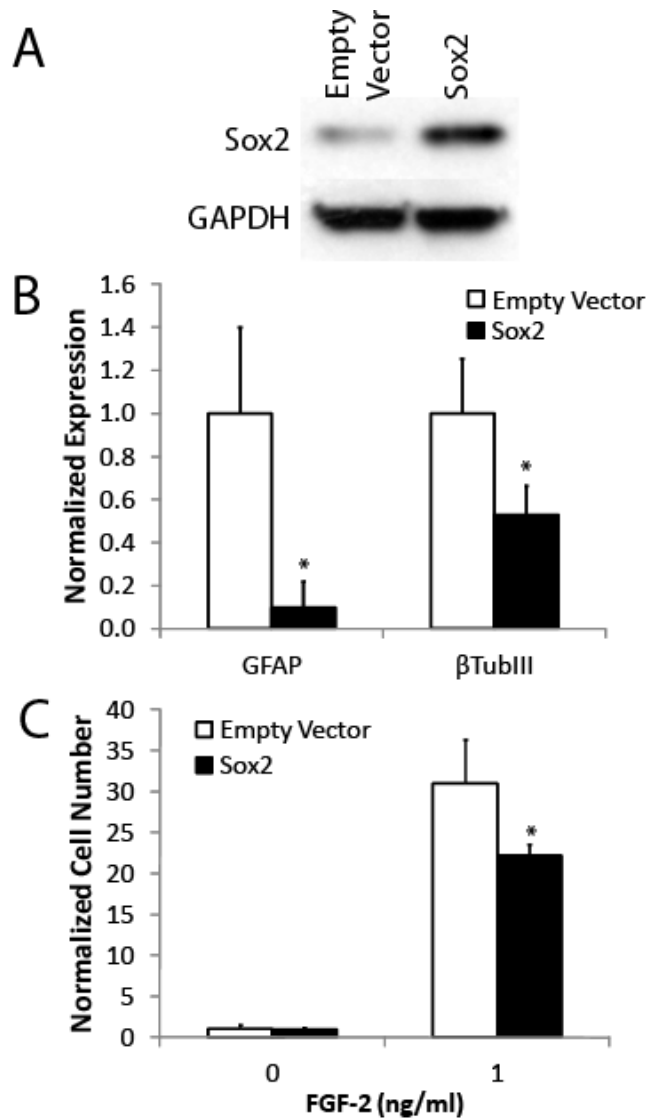 A
Empty
Vector
Sox2
Sox2
GAPDH
B
Normalized Expression
1.6
1.4
1.2
1.0
0.8
0.6
0.4
0.2
0.0
Empty Vector
Sox2
*
*
GFAP
βTubIII
C
Normalized Cell Number
40
35
30
25
20
15
10
5
0
Empty Vector
Sox2
*
0
1
FGF-2 (ng/ml)